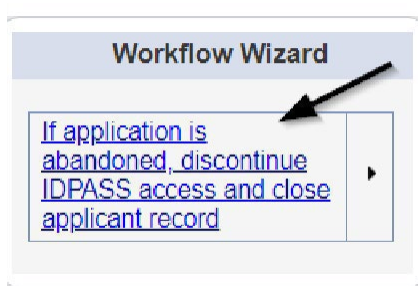 Workflow Wizard
If application is
abandoned, discontinue
IDPASS access and close
applicant record